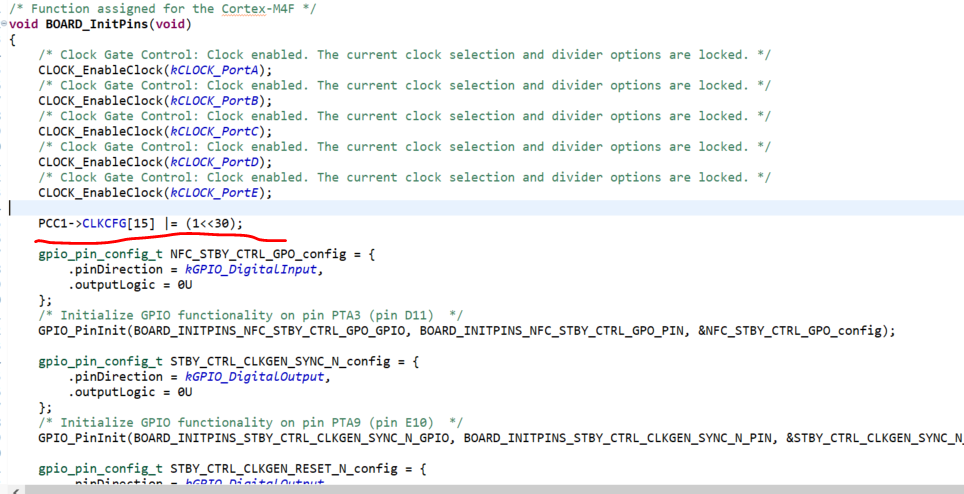 /* Function assigned for the Cortex-M4F */
void BOARD_InitPins(void)
{
    /* Clock Gate Control: Clock enabled. The current clock selection and divider options are locked. */
    CLOCK_EnableClock(kCLOCK_PortA);
    /* Clock Gate Control: Clock enabled. The current clock selection and divider options are locked. */
    CLOCK_EnableClock(kCLOCK_PortB);
    /* Clock Gate Control: Clock enabled. The current clock selection and divider options are locked. */
    CLOCK_EnableClock(kCLOCK_PortC);
    /* Clock Gate Control: Clock enabled. The current clock selection and divider options are locked. */
    CLOCK_EnableClock(kCLOCK_PortD);
    /* Clock Gate Control: Clock enabled. The current clock selection and divider options are locked. */
    CLOCK_EnableClock(kCLOCK_PortE);
    PCC1->CLKCFG[15] |= (1<<30);
    gpio_pin_config_t NFC_STBY_CTRL_GPO_config = {
        .pinDirection = kGPIO_DigitalInput,
        .outputLogic = 0U
    };
    /* Initialize GPIO functionality on pin PTA3 (pin D11)  */
    GPIO_PinInit(BOARD_INITPINS_NFC_STBY_CTRL_GPO_GPIO, BOARD_INITPINS_NFC_STBY_CTRL_GPO_PIN, &NFC_STBY_CTRL_GPO_config);
    gpio_pin_config_t STBY_CTRL_CLKGEN_SYNC_N_config = {
        .pinDirection = kGPIO_DigitalOutput,
        .outputLogic = 0U
    };
    /* Initialize GPIO functionality on pin PTA9 (pin E10)  */
    GPIO_PinInit(BOARD_INITPINS_STBY_CTRL_CLKGEN_SYNC_N_GPIO, BOARD_INITPINS_STBY_CTRL_CLKGEN_SYNC_N_PIN, &STBY_CTRL_CLKGEN_SYNC_N_
    gpio_pin_config_t STBY_CTRL_CLKGEN_RESET_N_config = {
        .pinDirection = kGPIO_DigitalOutput,